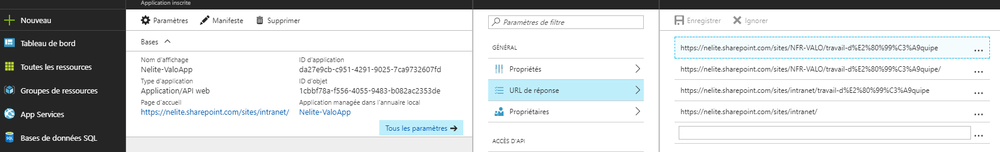 Nouveau
Tableau de bord
Toutes les ressources
Groupes de ressources
App Services
Bases de données SQL
Application inscrite
Paramètres
Manifeste
Supprimer
Bases
Nom d'affichage
Nelite-ValoApp
Type d'application
Application/API web
Page d'accueil
https://nelite.sharepoint.com/sites/intranet/
ID d'application
da27e9cb-c951-4291-9025-7ca9732607fd
ID d'objet
1cbbf78a-f556-4055-9483-b082ac2353de
Application managée dans l'annuaire local
Nelite-ValoApp
Tous les paramètres
Paramètres de filtre
GÉNÉRAL
Propriétés
URL de réponse
Propriétaires
ACCÈS D'API
Enregistrer
Ignorer
https://nelite.sharepoint.com/sites/NFR-VALO/travail-d%E2%80%99%C3%A9quipe
https://nelite.sharepoint.com/sites/NFR-VALO/travail-d%E2%80%99%C3%A9quipe/
https://nelite.sharepoint.com/sites/intranet/travail-d%E2%80%99%C3%A9quipe
https://nelite.sharepoint.com/sites/intranet/